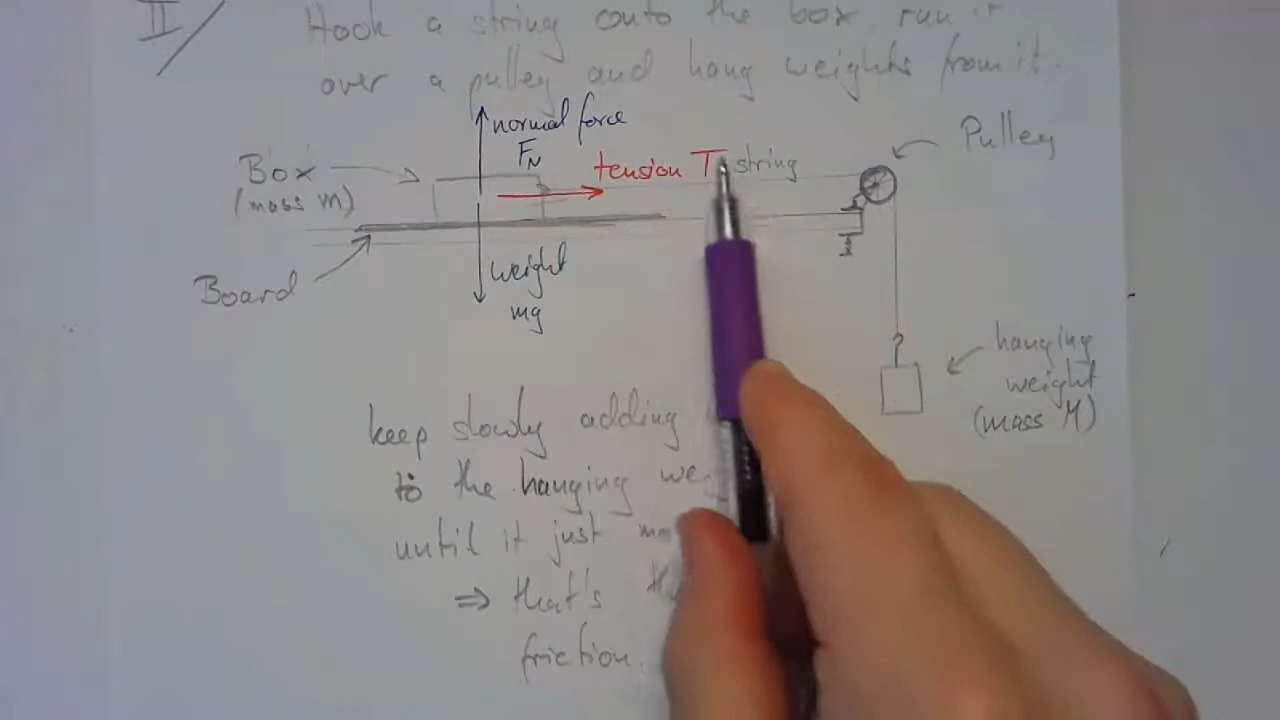 II/ Hook a string onto the box, run it
over a pulley and hang weights from it.
normal force
F_N
Pulley
Box
(mass m)
tension T
string
Board
weight
mg
hanging
weight
(mass M)
keep slowly adding
to the hanging
until it just
⇒ that's
friction.